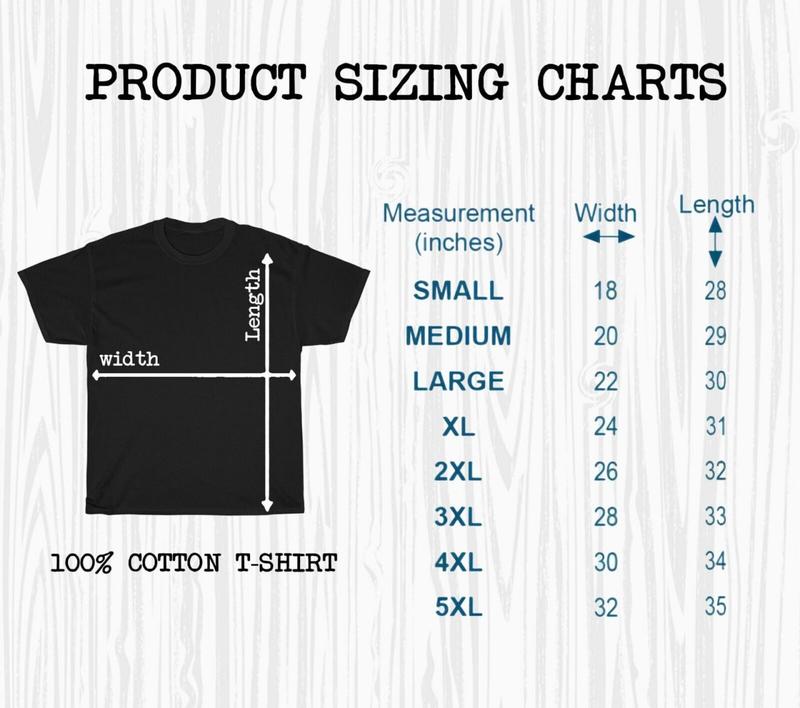 PRODUCT SIZING CHARTS
Measurement Width Length
(inches)
Length
width
SMALL 18 28
MEDIUM 20 29
LARGE 22 30
XL 24 31
2XL 26 32
3XL 28 33
4XL 30 34
5XL 32 35
100% COTTON T-SHIRT